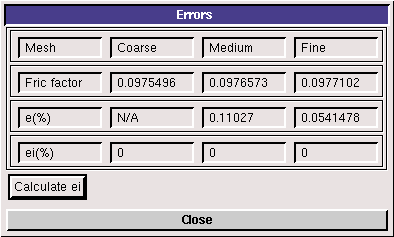 Errors
Mesh Coarse Medium Fine
Fric factor 0.0975496 0.0976573 0.0977102
e(%) N/A 0.11027 0.0541478
ei(%) 0 0 0
Calculate ei
Close